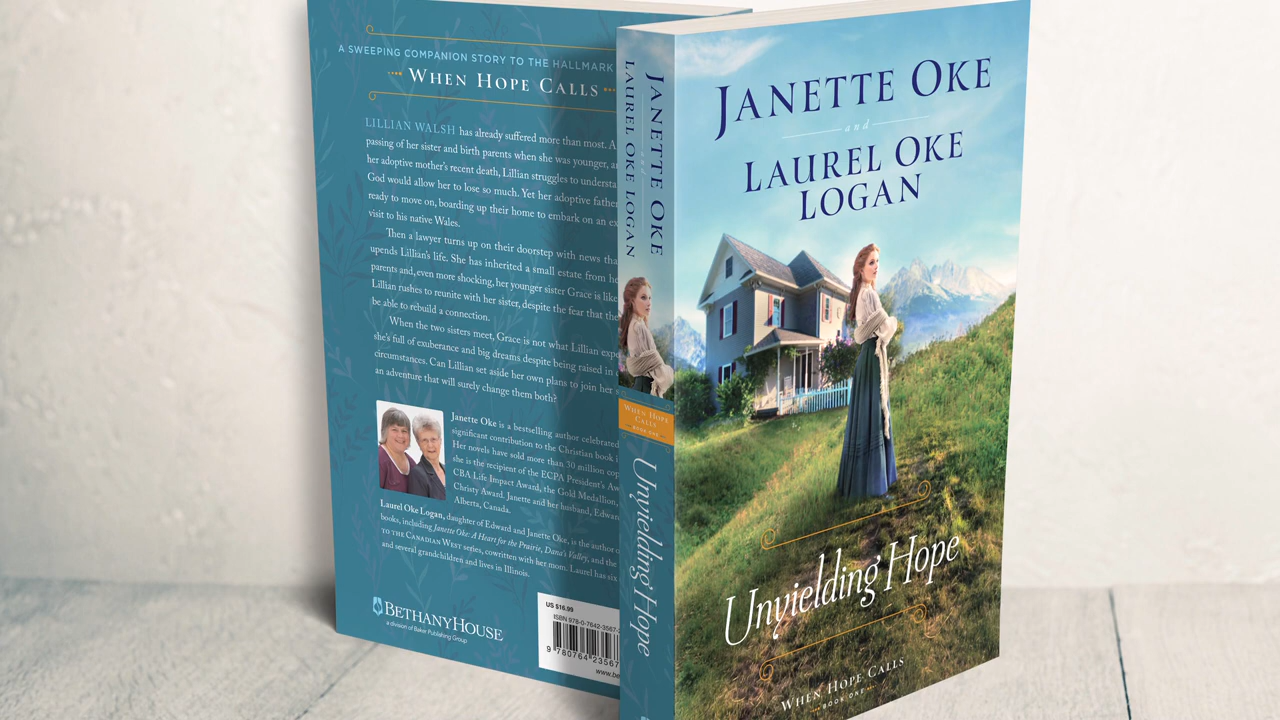 A SWEEPING COMPANION STORY TO THE HALLMARK
WHEN HOPE CALLS
LILLIAN WALSH has already suffered more than most.
passing of her sister and birth parents when she was younger,
her adoptive mother's recent death, Lillian struggles to
God would allow her to lose so much. Yet her adoptive father
ready to move on, boarding up their home to embark on an
visit to his native Wales.
Then a lawyer turns up on their doorstep with news
upends Lillian's life. She has inherited a small estate from
parents and, even more shocking, her younger sister Grace is
Lillian rushes to reunite with her sister, despite the fear that
be able to rebuild a connection.
When the two sisters meet, Grace is not what Lillian
she's full of exuberance and big dreams despite being raised in
circumstances. Can Lillian set aside her own plans to join her
an adventure that will surely change them both?
Janette Oke is a bestselling author celebrated
significant contribution to the Christian book
Her novels have sold more than 30 million
she is the recipient of the ECPA President's
CBA Life Impact Award, the Gold Medallion,
Christy Award. Janette and her husband,
Alberta, Canada.
Laurel Oke Logan, daughter of Edward and Janette Oke, is the author
books, including Janette Oke: A Heart for the Prairie, Dana's Valley, and the
TO THE CANADIAN WEST series, cowritten with her mom. Laurel has six
and several grandchildren and lives in Illinois.
BETHANYHOUSE
a division of Baker Publishing Group
US $16.99
ISBN 978-0-7642-3567-
9 780764 23567
JANETTE OKE
LAUREL OKE LOGAN
WHEN HOPE
CALLS
BOOK ONE
Unyielding Hope
JANETTE OKE
and
LAUREL OKE
LOGAN
Unyielding Hope
WHEN HOPE CALLS
BOOK ONE